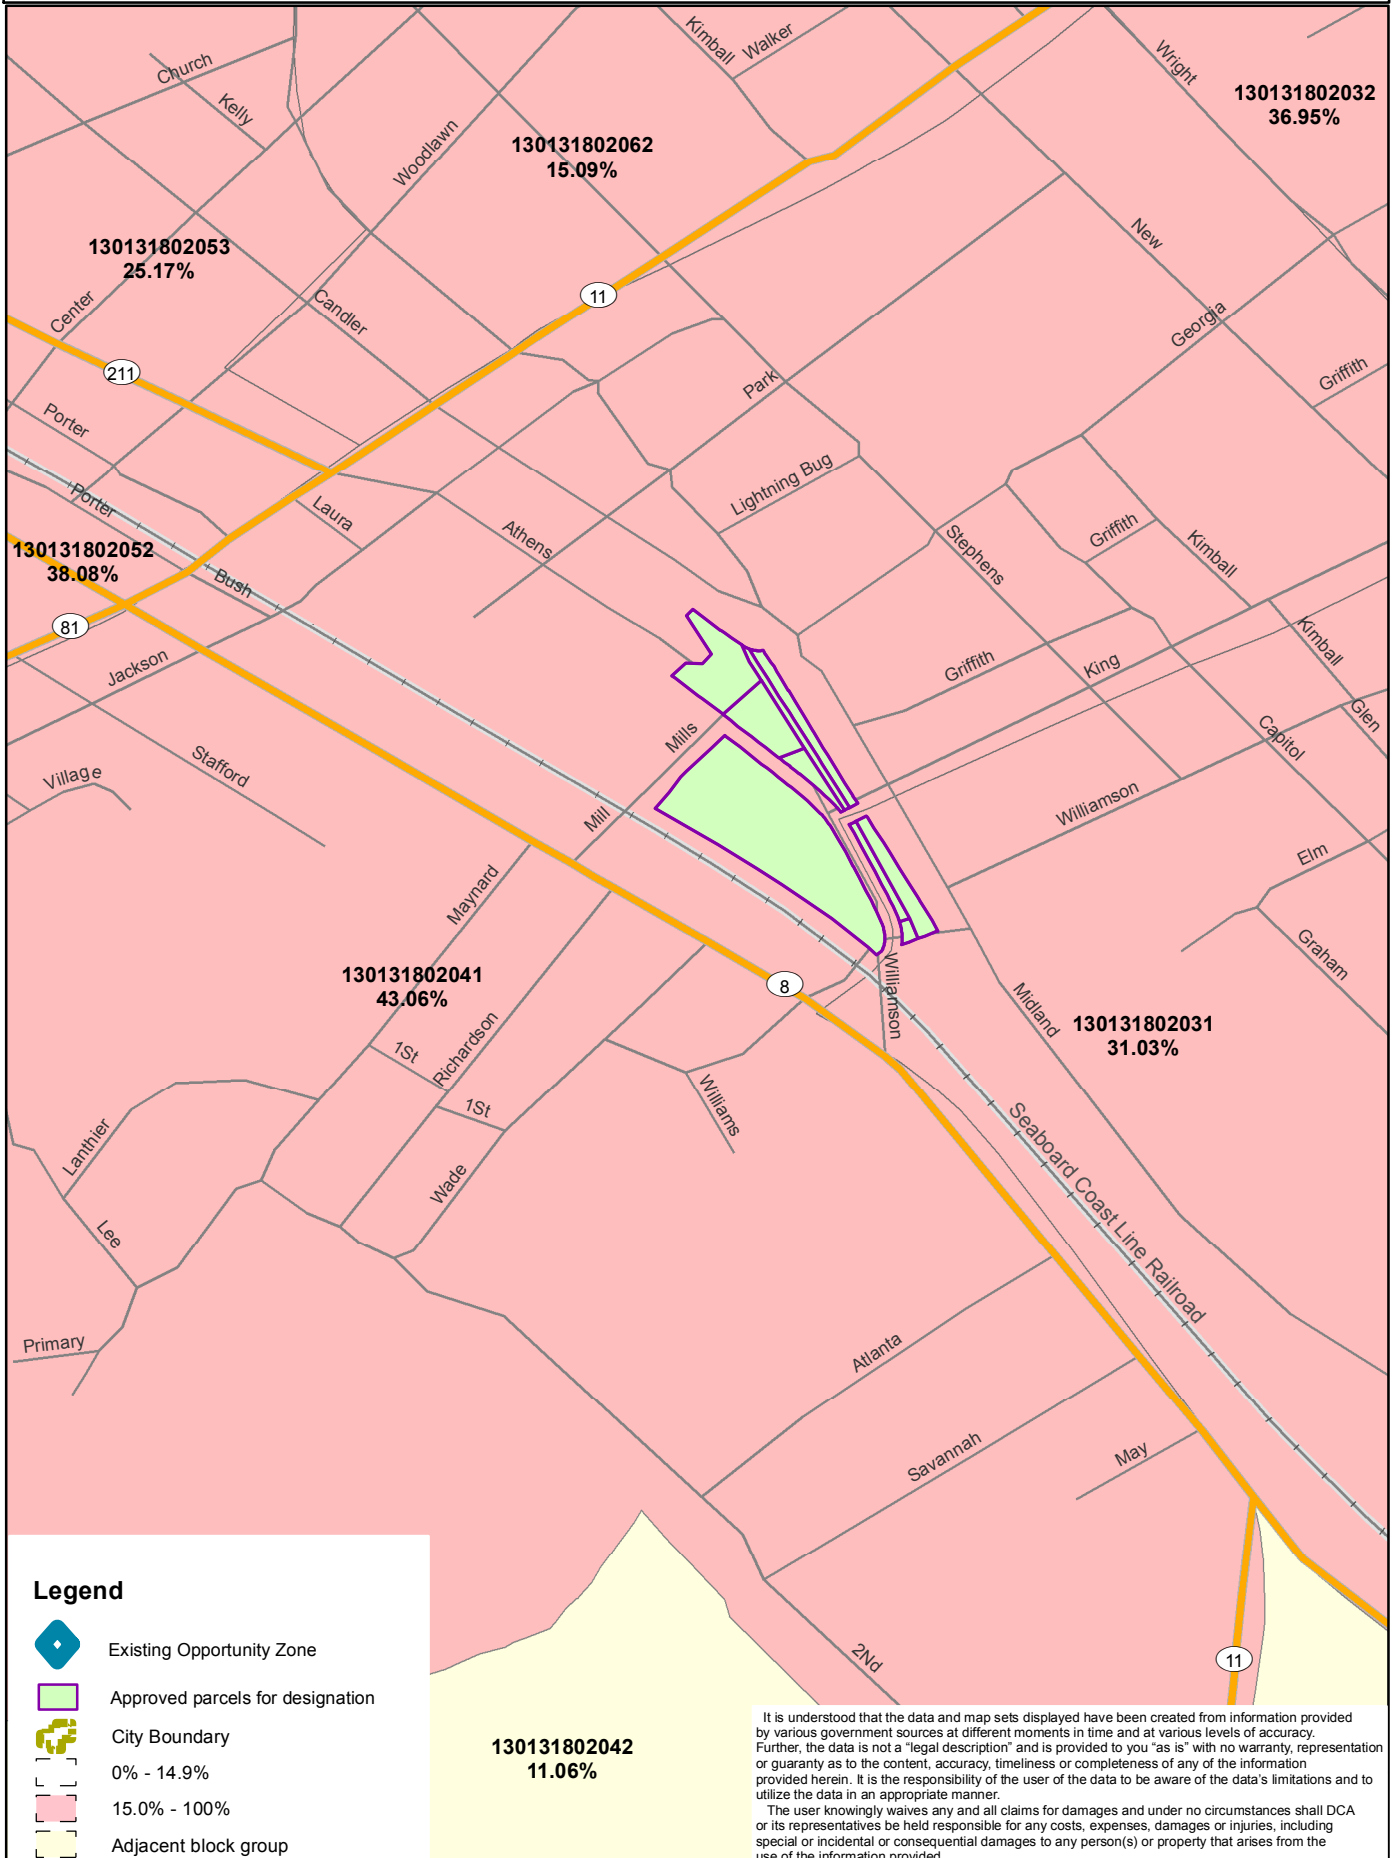 Church
Kelly
Woodlawn
Kimball
Walker
Wright
130131802032
36.95%
130131802062
15.09%
130131802053
25.17%
New
Center
Candler
11
Georgia
211
Griffith
Park
Porter
Porter
Lightning Bug
Laura
Athens
Stephens
Griffith
Kimball
130131802052
38.08%
Bush
81
Jackson
Kimball
Griffith
King
Glen
Mills
Capitol
Stafford
Village
Mill
Williamson
Elm
Maynard
Graham
130131802041
43.06%
8
Williamson
Midland
130131802031
31.03%
1St
Richardson
1St
Williams
Lanthier
Wade
Seaboard Coast Line Railroad
Lee
Primary
Atlanta
Savannah
May
2Nd
11
130131802042
11.06%
Legend
Existing Opportunity Zone
Approved parcels for designation
City Boundary
0% - 14.9%
15.0% - 100%
Adjacent block group
It is understood that the data and map sets displayed have been created from information provided
by various government sources at different moments in time and at various levels of accuracy.
Further, the data is not a “legal description” and is provided to you “as is” with no warranty, representation
or guaranty as to the content, accuracy, timeliness or completeness of any of the information
provided herein. It is the responsibility of the user of the data to be aware of the data’s limitations and to
utilize the data in an appropriate manner.
The user knowingly waives any and all claims for damages and under no circumstances shall DCA
or its representatives be held responsible for any costs, expenses, damages or injuries, including
special or incidental or consequential damages to any person(s) or property that arises from the
use of the information provided.